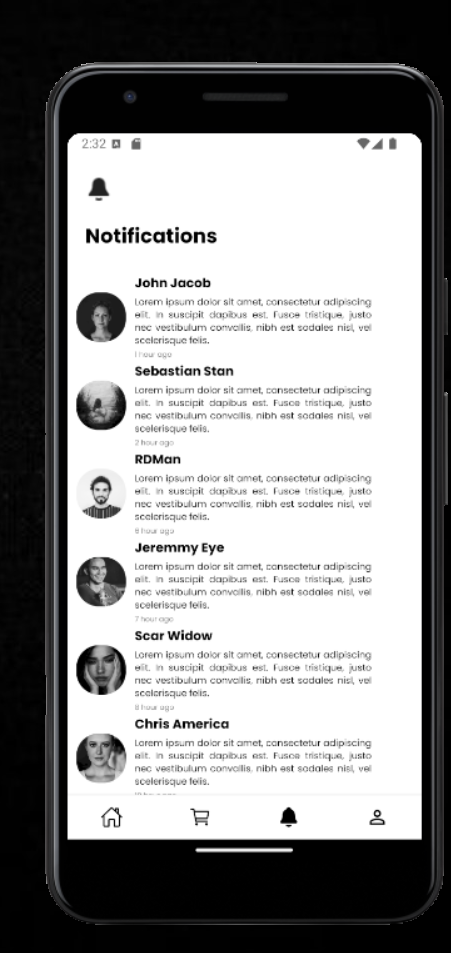 2:32
Notifications
John Jacob
Lorem ipsum dolor sit amet, consectetur adipiscing
elit. In suscipit dapibus est. Fusce tristique, justo
nec vestibulum convallis, nibh est sodales nisl, vel
scelerisque felis.
1 hour ago
Sebastian Stan
Lorem ipsum dolor sit amet, consectetur adipiscing
elit. In suscipit dapibus est. Fusce tristique, justo
nec vestibulum convallis, nibh est sodales nisl, vel
scelerisque felis.
2 hour ago
RDMan
Lorem ipsum dolor sit amet, consectetur adipiscing
elit. In suscipit dapibus est. Fusce tristique, justo
nec vestibulum convallis, nibh est sodales nisl, vel
scelerisque felis.
6 hour ago
Jeremmy Eye
Lorem ipsum dolor sit amet, consectetur adipiscing
elit. In suscipit dapibus est. Fusce tristique, justo
nec vestibulum convallis, nibh est sodales nisl, vel
scelerisque felis.
7 hour ago
Scar Widow
Lorem ipsum dolor sit amet, consectetur adipiscing
elit. In suscipit dapibus est. Fusce tristique, justo
nec vestibulum convallis, nibh est sodales nisl, vel
scelerisque felis.
8 hour ago
Chris America
Lorem ipsum dolor sit amet, consectetur adipiscing
elit. In suscipit dapibus est. Fusce tristique, justo
nec vestibulum convallis, nibh est sodales nisl, vel
scelerisque felis.